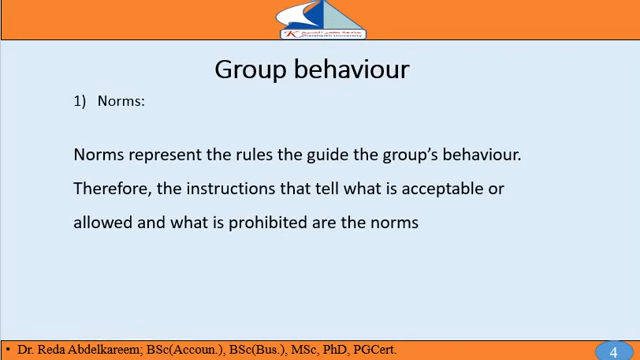 Group behaviour
1) Norms:
Norms represent the rules the guide the group's behaviour.
Therefore, the instructions that tell what is acceptable or
allowed and what is prohibited are the norms
• Dr. Reda Abdelkareem; BSc(Accoun.), BSc(Bus.), MSc, PhD, PGCert.
4